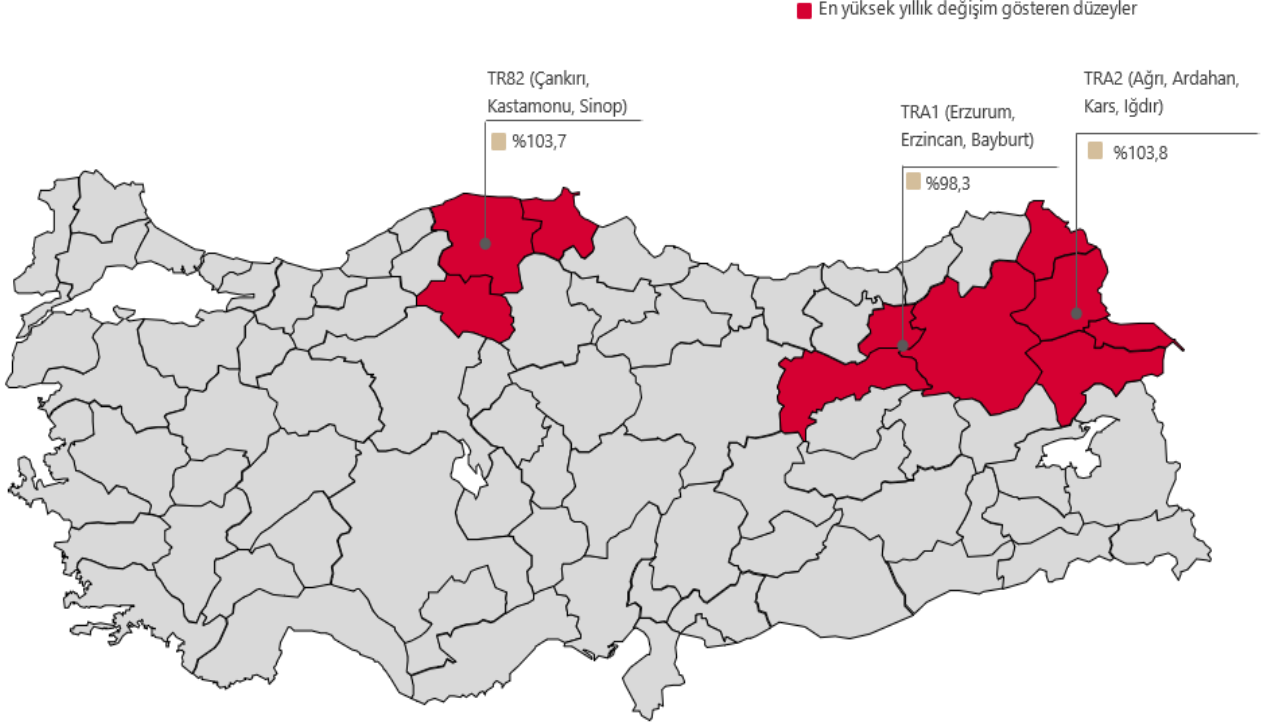 En yüksek yıllık değişim gösteren düzeyler
TR82 (Çankırı,
Kastamonu, Sinop)
%103,7
TRA1 (Erzurum,
Erzincan, Bayburt)
%98,3
TRA2 (Ağrı, Ardahan,
Kars, Iğdır)
%103,8